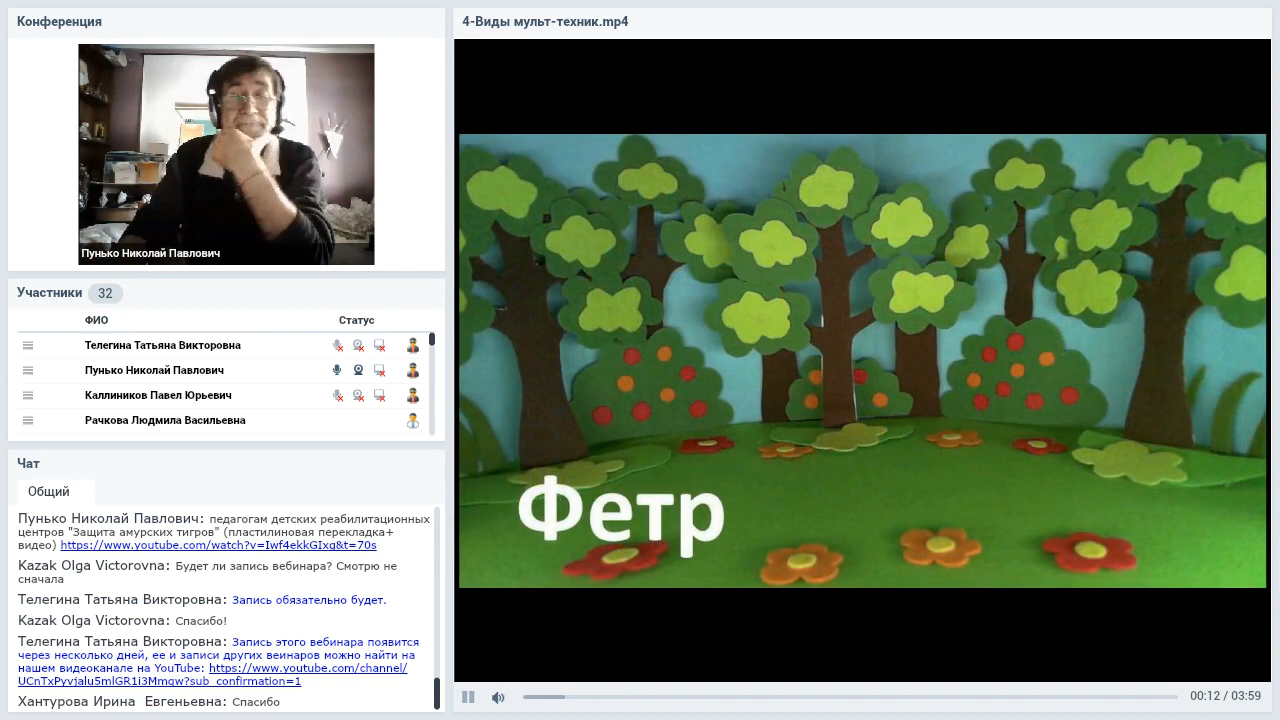 Конференция
Пунько Николай Павлович
Участники 32
ФИО Статус
Телегина Татьяна Викторовна
Пунько Николай Павлович
Каллиников Павел Юрьевич
Рачкова Людмила Васильевна
Чат
Общий
Пунько Николай Павлович: педагогам детских реабилитационных
центров "Защита амурских тигров" (пластилиновая перекладка+
видео) https://www.youtube.com/watch?v=Iwf4ekkGIxg&t=70s
Kazak Olga Victorovna: Будет ли запись вебинара? Смотрю не
сначала
Телегина Татьяна Викторовна: Запись обязательно будет.
Kazak Olga Victorovna: Спасибо!
Телегина Татьяна Викторовна: Запись этого вебинара появится
через несколько дней, ее и записи других веинаров можно найти на
нашем видеоканале на YouTube: https://www.youtube.com/channel/
UCnTxPyvjalu5mlGR1i3Mmqw?sub_confirmation=1
Хантурова Ирина Евгеньевна: Спасибо
4-Виды мульт-техник.mp4
Фетр
00:12 / 03:59